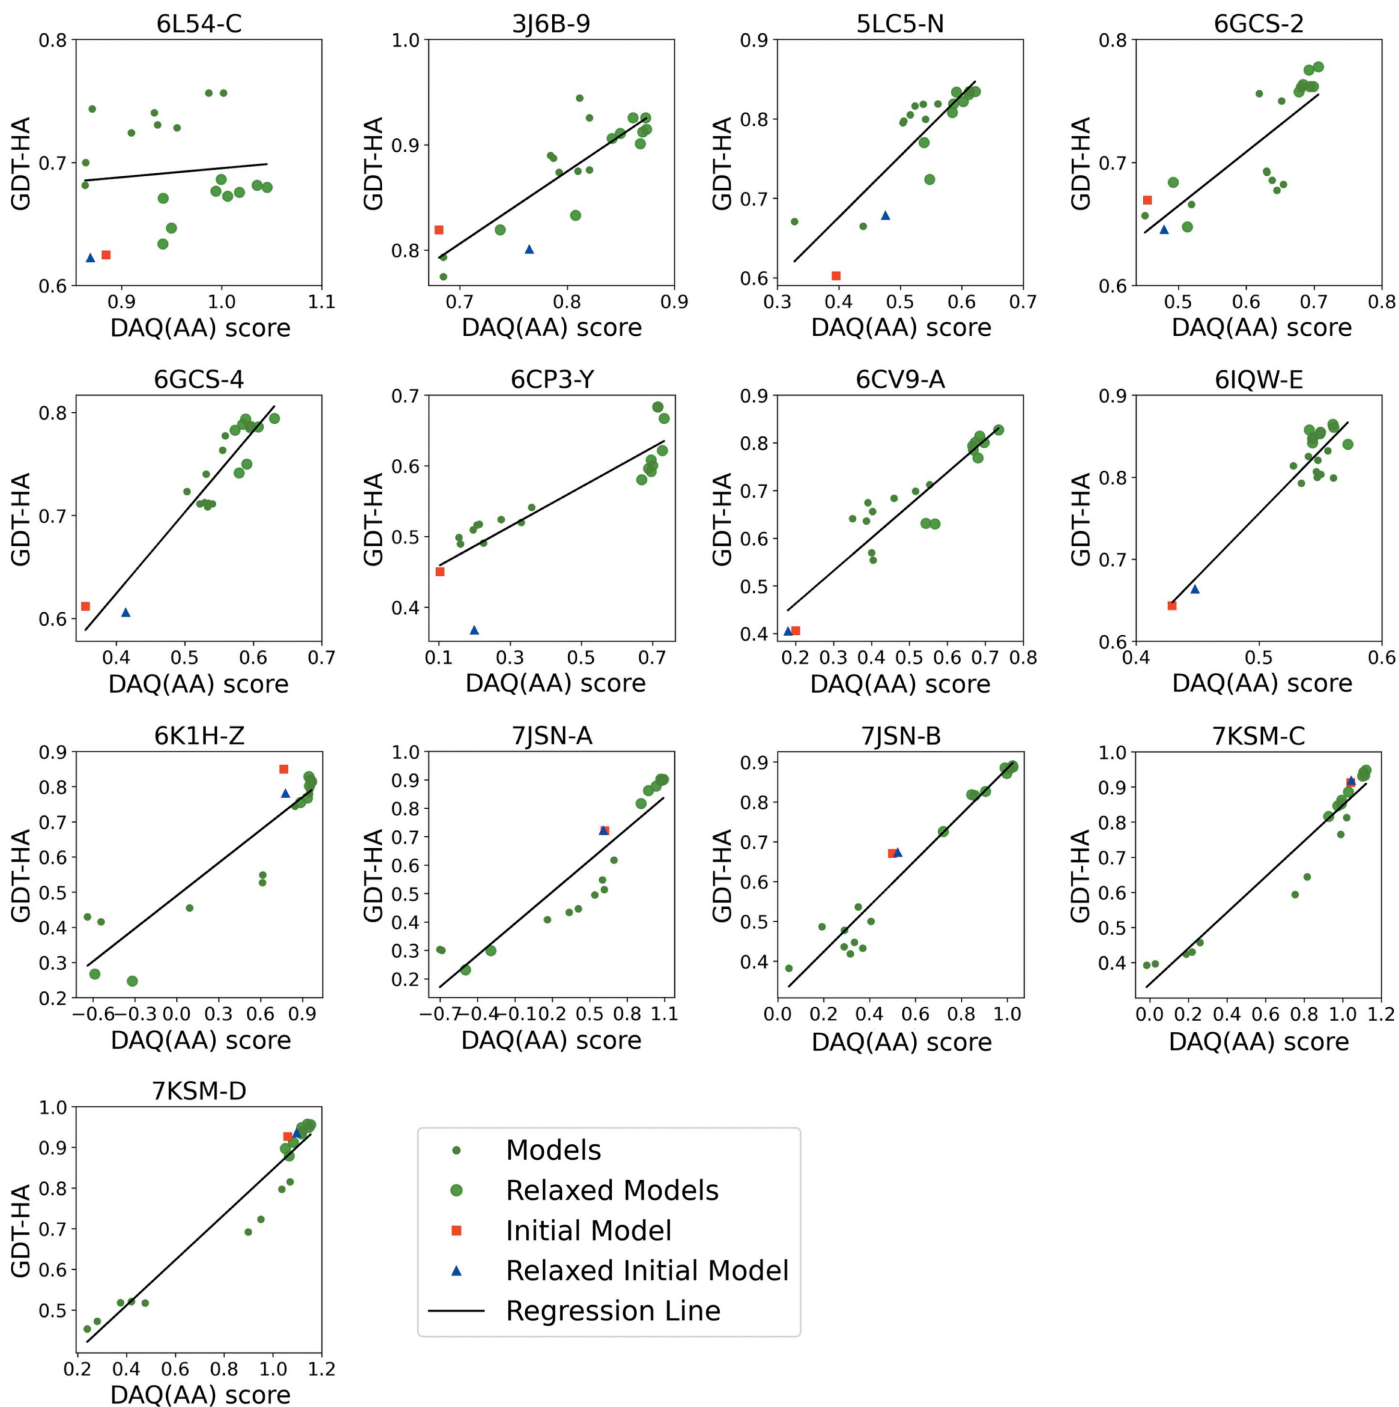 6L54-C 3J6B-9 5LC5-N 6GCS-2
GDT-HA GDT-HA GDT-HA GDT-HA
0.8 0.7 0.6
1.0 0.9 0.8
0.9 0.8 0.7 0.6
0.8 0.7 0.6
0.9 1.0 1.1
0.7 0.8 0.9
0.3 0.4 0.5 0.6 0.7
0.5 0.6 0.7 0.8
DAQ(AA) score DAQ(AA) score DAQ(AA) score DAQ(AA) score
6GCS-4 6CP3-Y 6CV9-A 6IQW-E
GDT-HA GDT-HA GDT-HA GDT-HA
0.8 0.7 0.6
0.7 0.6 0.5 0.4
0.9 0.8 0.7 0.6 0.5 0.4
0.9 0.8 0.7 0.6
0.4 0.5 0.6 0.7
0.1 0.3 0.5 0.7
0.2 0.3 0.4 0.5 0.6 0.7 0.8
0.4 0.5 0.6
DAQ(AA) score DAQ(AA) score DAQ(AA) score DAQ(AA) score
6K1H-Z 7JSN-A 7JSN-B 7KSM-C
GDT-HA GDT-HA GDT-HA GDT-HA
0.9 0.8 0.7 0.6 0.5 0.4 0.3 0.2
1.0 0.9 0.8 0.7 0.6 0.5 0.4 0.3 0.2
0.9 0.8 0.7 0.6 0.5 0.4
1.0 0.9 0.8 0.7 0.6 0.5 0.4
−0.6 −0.3 0.0 0.3 0.6 0.9
−0.7 −0.4 −0.1 0.2 0.5 0.8 1.1
0.0 0.2 0.4 0.6 0.8 1.0
0.0 0.2 0.4 0.6 0.8 1.0 1.2
DAQ(AA) score DAQ(AA) score DAQ(AA) score DAQ(AA) score
7KSM-D
GDT-HA
1.0 0.9 0.8 0.7 0.6 0.5
0.2 0.4 0.6 0.8 1.0 1.2
DAQ(AA) score
Models
Relaxed Models
Initial Model
Relaxed Initial Model
Regression Line